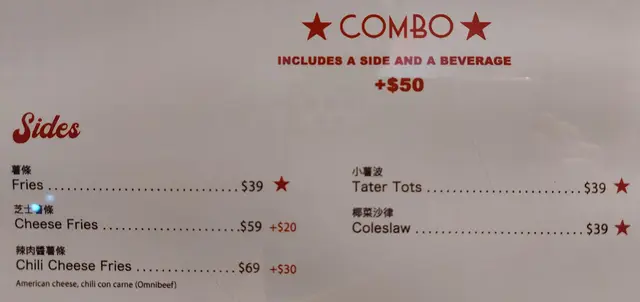 ★ COMBO ★
INCLUDES A SIDE AND A BEVERAGE
+$50
Sides
薯條
Fries ........................... $39 ★
芝士薯條
Cheese Fries ................. $59 +$20
辣肉醬薯條
Chili Cheese Fries ............. $69 +$30
American cheese, chili con carne (Omnibeef)
小薯波
Tater Tots ..................... $39 ★
椰菜沙律
Coleslaw ....................... $39 ★